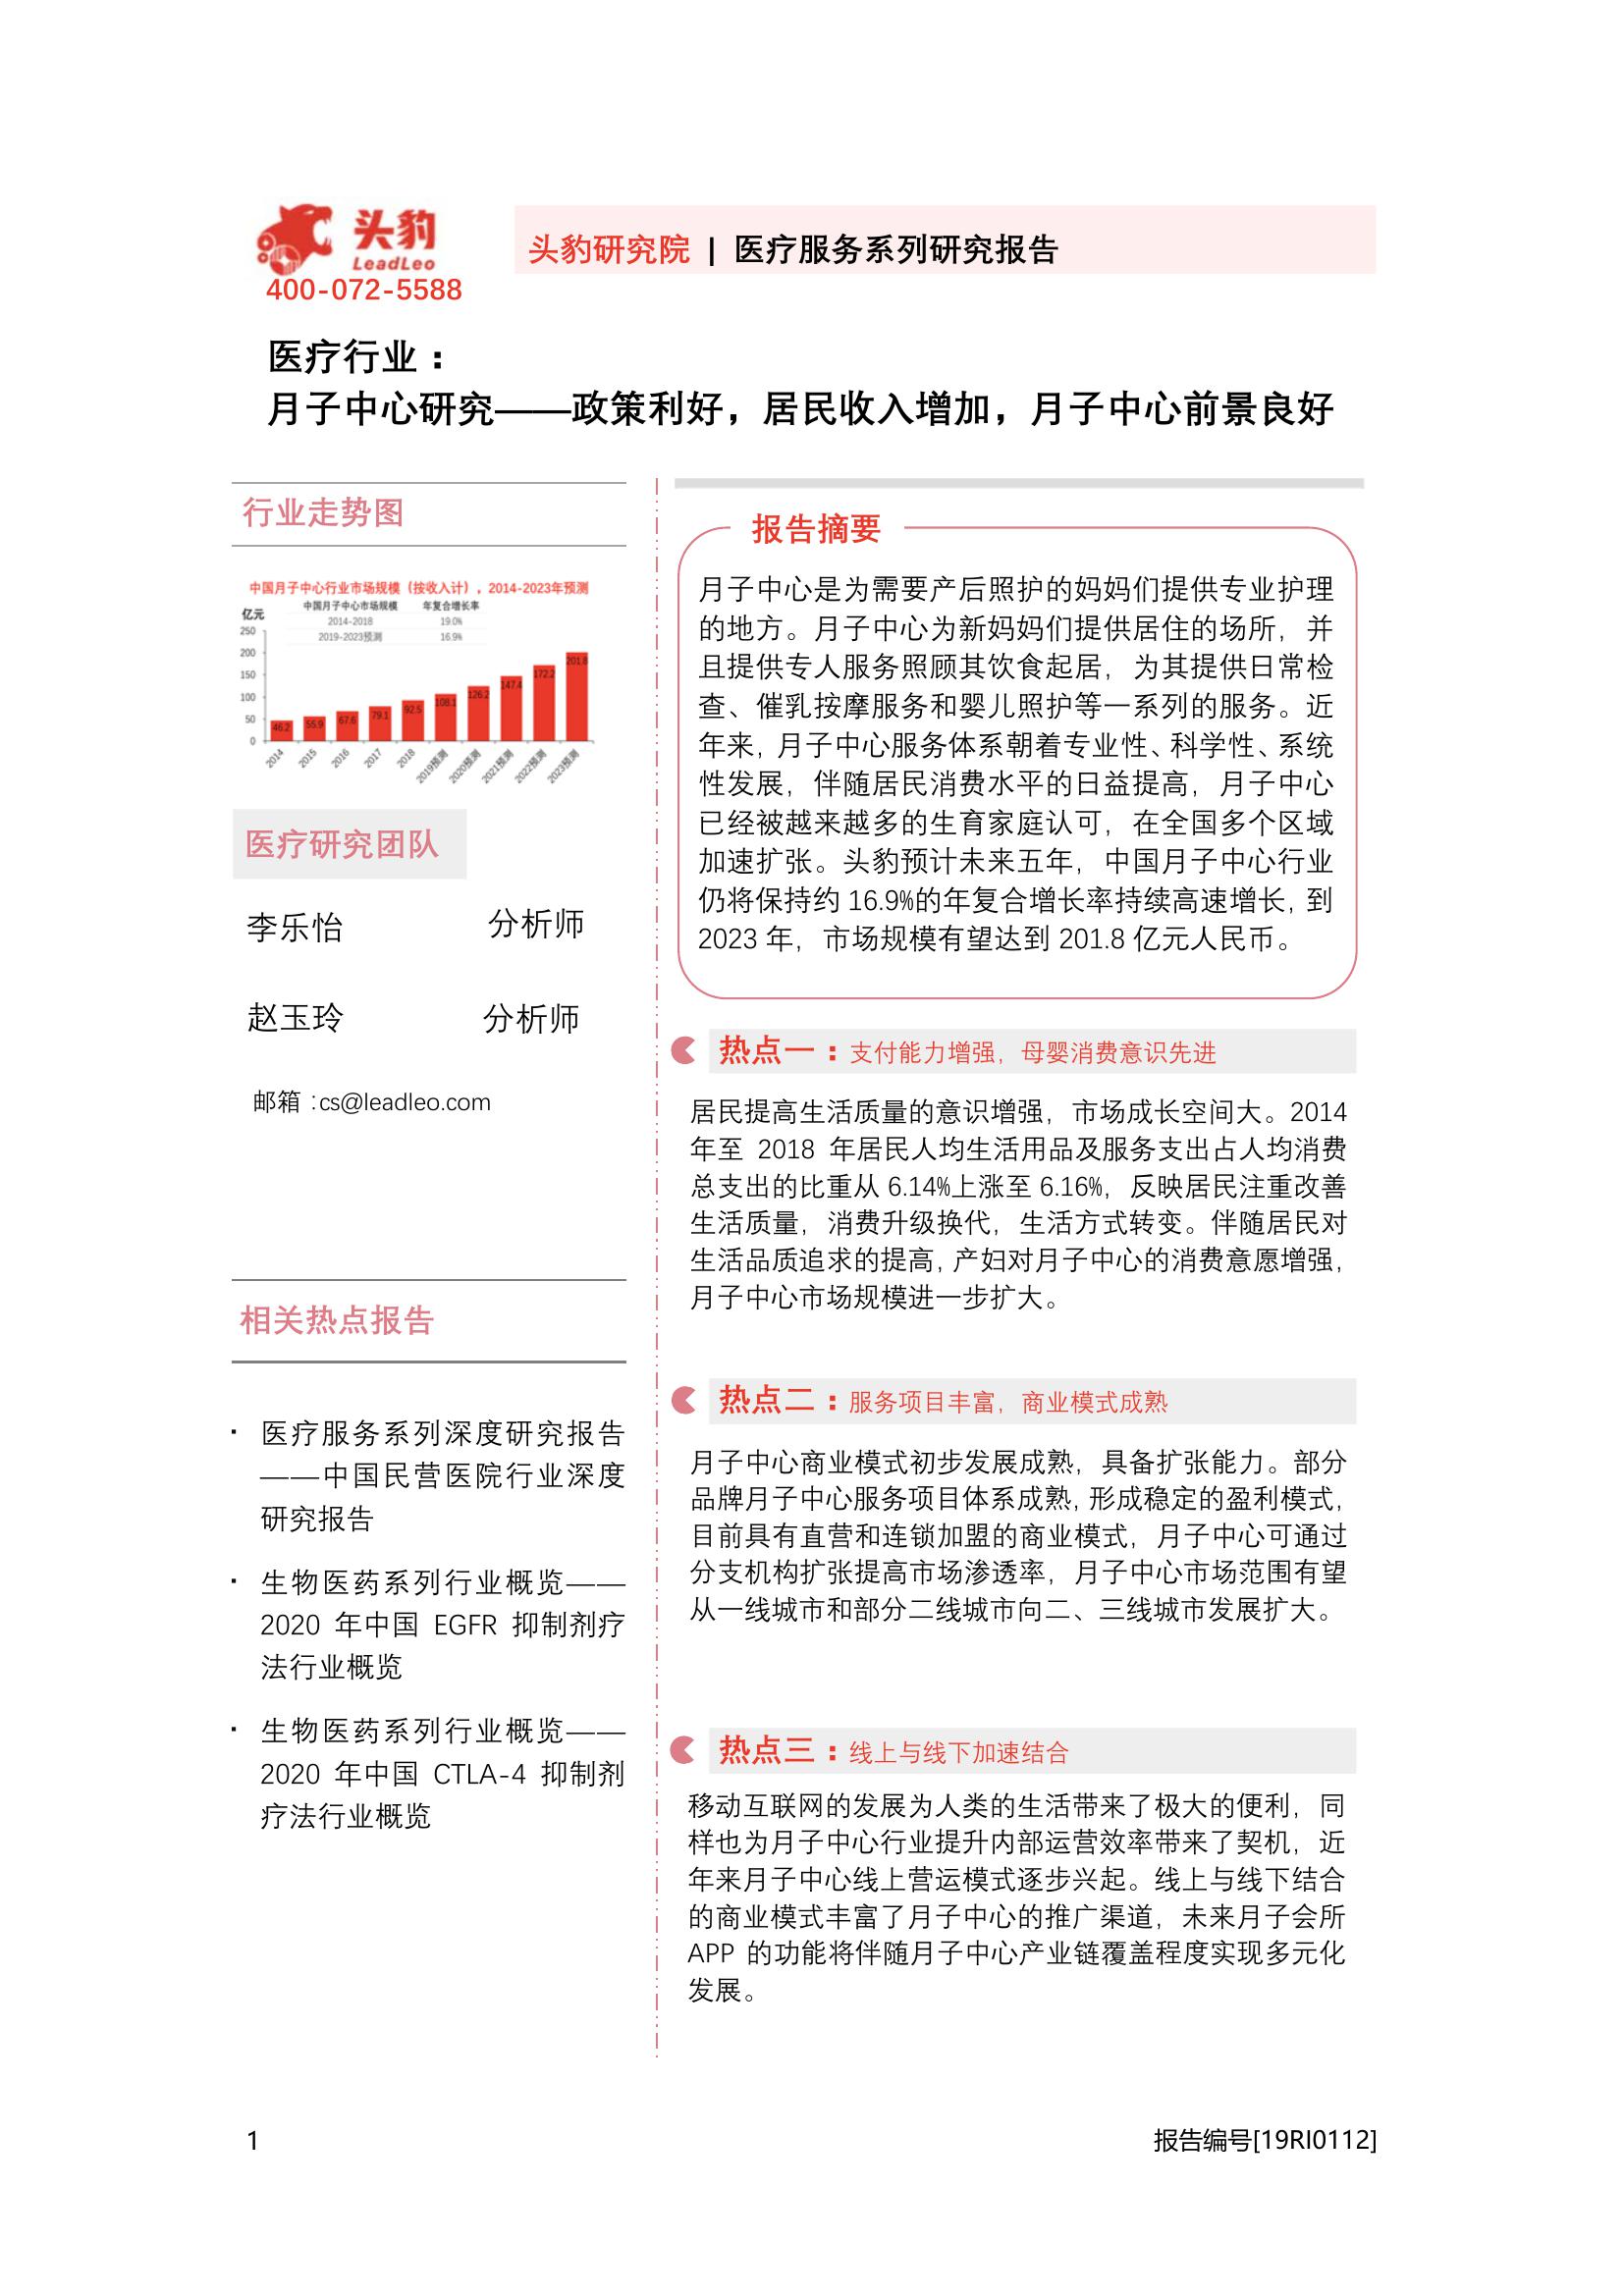 头豹
LeadLeo
400-072-5588
头豹研究院 | 医疗服务系列研究报告
医疗行业：
月子中心研究——政策利好，居民收入增加，月子中心前景良好
行业走势图
中国月子中心行业市场规模（按收入计），2014-2023年预测
中国月子中心市场规模 年复合增长率
2014-2018 19.0%
2019-2023预测 16.9%
亿元
250
200
150
100
50
0
46.2 55.9 67.6 79.1 92.5 108.1 126.2 147.4 172.2 201.8
2014 2015 2016 2017 2018 2019预测 2020预测 2021预测 2022预测 2023预测
医疗研究团队
李乐怡 分析师
赵玉玲 分析师
邮箱：cs@leadleo.com
相关热点报告
· 医疗服务系列深度研究报告
——中国民营医院行业深度
研究报告
· 生物医药系列行业概览——
2020 年中国 EGFR 抑制剂疗
法行业概览
· 生物医药系列行业概览——
2020 年中国 CTLA-4 抑制剂
疗法行业概览
报告摘要
月子中心是为需要产后照护的妈妈们提供专业护理
的地方。月子中心为新妈妈们提供居住的场所，并
且提供专人服务照顾其饮食起居，为其提供日常检
查、催乳按摩服务和婴儿照护等一系列的服务。近
年来，月子中心服务体系朝着专业性、科学性、系统
性发展，伴随居民消费水平的日益提高，月子中心
已经被越来越多的生育家庭认可，在全国多个区域
加速扩张。头豹预计未来五年，中国月子中心行业
仍将保持约 16.9%的年复合增长率持续高速增长，到
2023 年，市场规模有望达到 201.8 亿元人民币。
热点一：支付能力增强，母婴消费意识先进
居民提高生活质量的意识增强，市场成长空间大。2014
年至 2018 年居民人均生活用品及服务支出占人均消费
总支出的比重从 6.14%上涨至 6.16%，反映居民注重改善
生活质量，消费升级换代，生活方式转变。伴随居民对
生活品质追求的提高，产妇对月子中心的消费意愿增强，
月子中心市场规模进一步扩大。
热点二：服务项目丰富，商业模式成熟
月子中心商业模式初步发展成熟，具备扩张能力。部分
品牌月子中心服务项目体系成熟，形成稳定的盈利模式，
目前具有直营和连锁加盟的商业模式，月子中心可通过
分支机构扩张提高市场渗透率，月子中心市场范围有望
从一线城市和部分二线城市向二、三线城市发展扩大。
热点三：线上与线下加速结合
移动互联网的发展为人类的生活带来了极大的便利，同
样也为月子中心行业提升内部运营效率带来了契机，近
年来月子中心线上营运模式逐步兴起。线上与线下结合
的商业模式丰富了月子中心的推广渠道，未来月子会所
APP 的功能将伴随月子中心产业链覆盖程度实现多元化
发展。
1
报告编号[19RI0112]